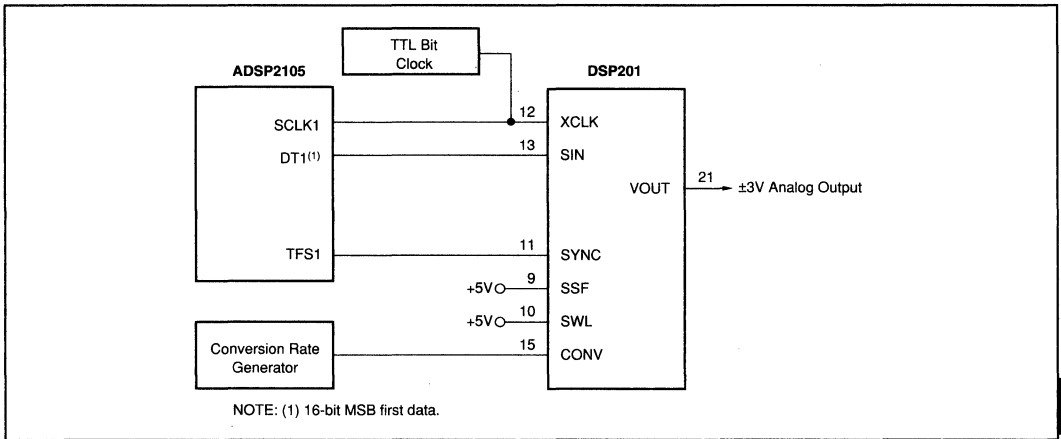 TTL Bit
Clock
ADSP2105
DSP201
SCLK1
12
XCLK
DT1(1)
13
SIN
VOUT
21
±3V Analog Output
TFS1
11
SYNC
+5V
9
SSF
+5V
10
SWL
Conversion Rate
Generator
15
CONV
NOTE: (1) 16-bit MSB first data.